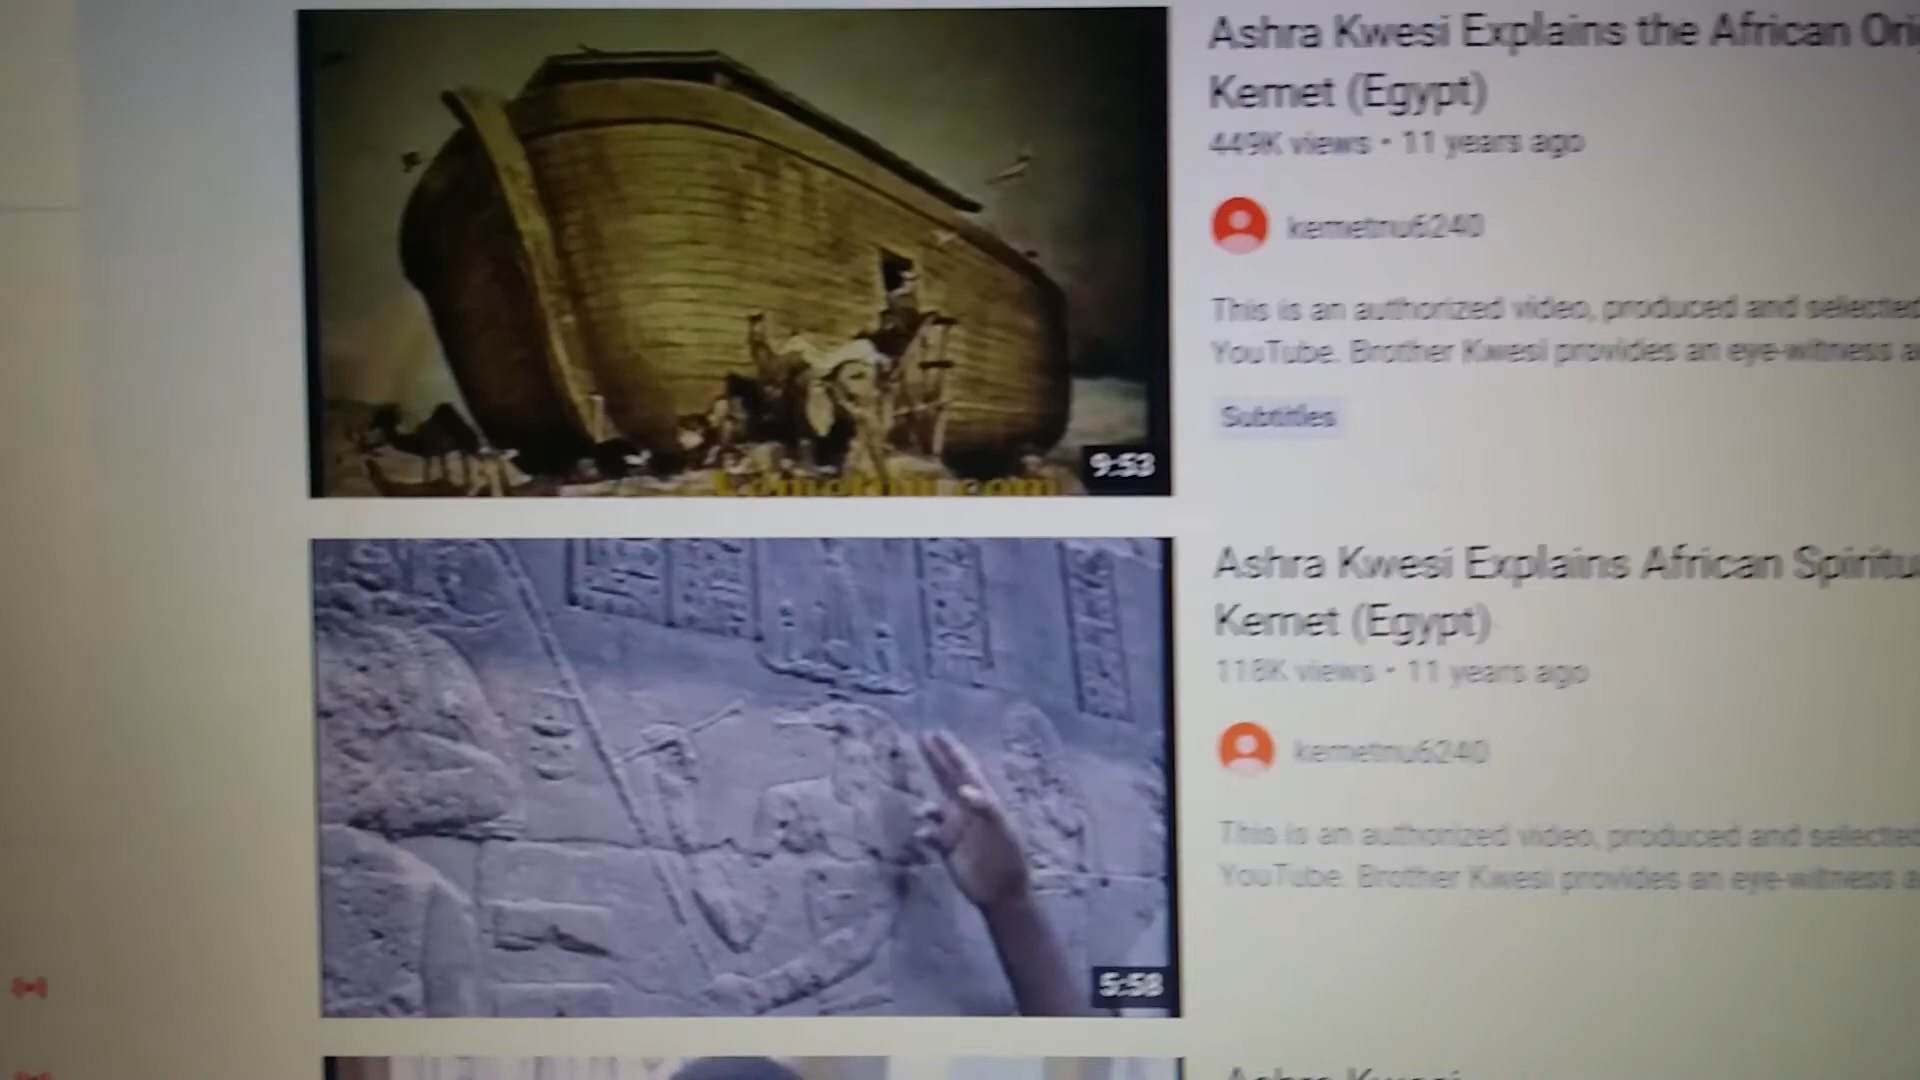 Ashra Kwesi Explains the African
Kemet (Egypt)
449K views • 11 years ago
kemetnu6240
This is an authorized video, produced and selected
YouTube. Brother Kwesi provides an eye-witness
Subtitles
9:53
Ashra Kwesi Explains African
Kemet (Egypt)
118K views • 11 years ago
kemetnu6240
This is an authorized video, produced and selected
YouTube. Brother Kwesi provides an eye-witness
5:58
Ashra Kwesi